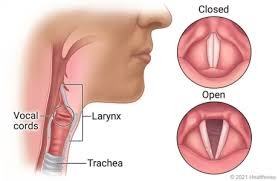 Closed
Vocal
cords
Larynx
Open
Trachea
© 2021 Healthwise